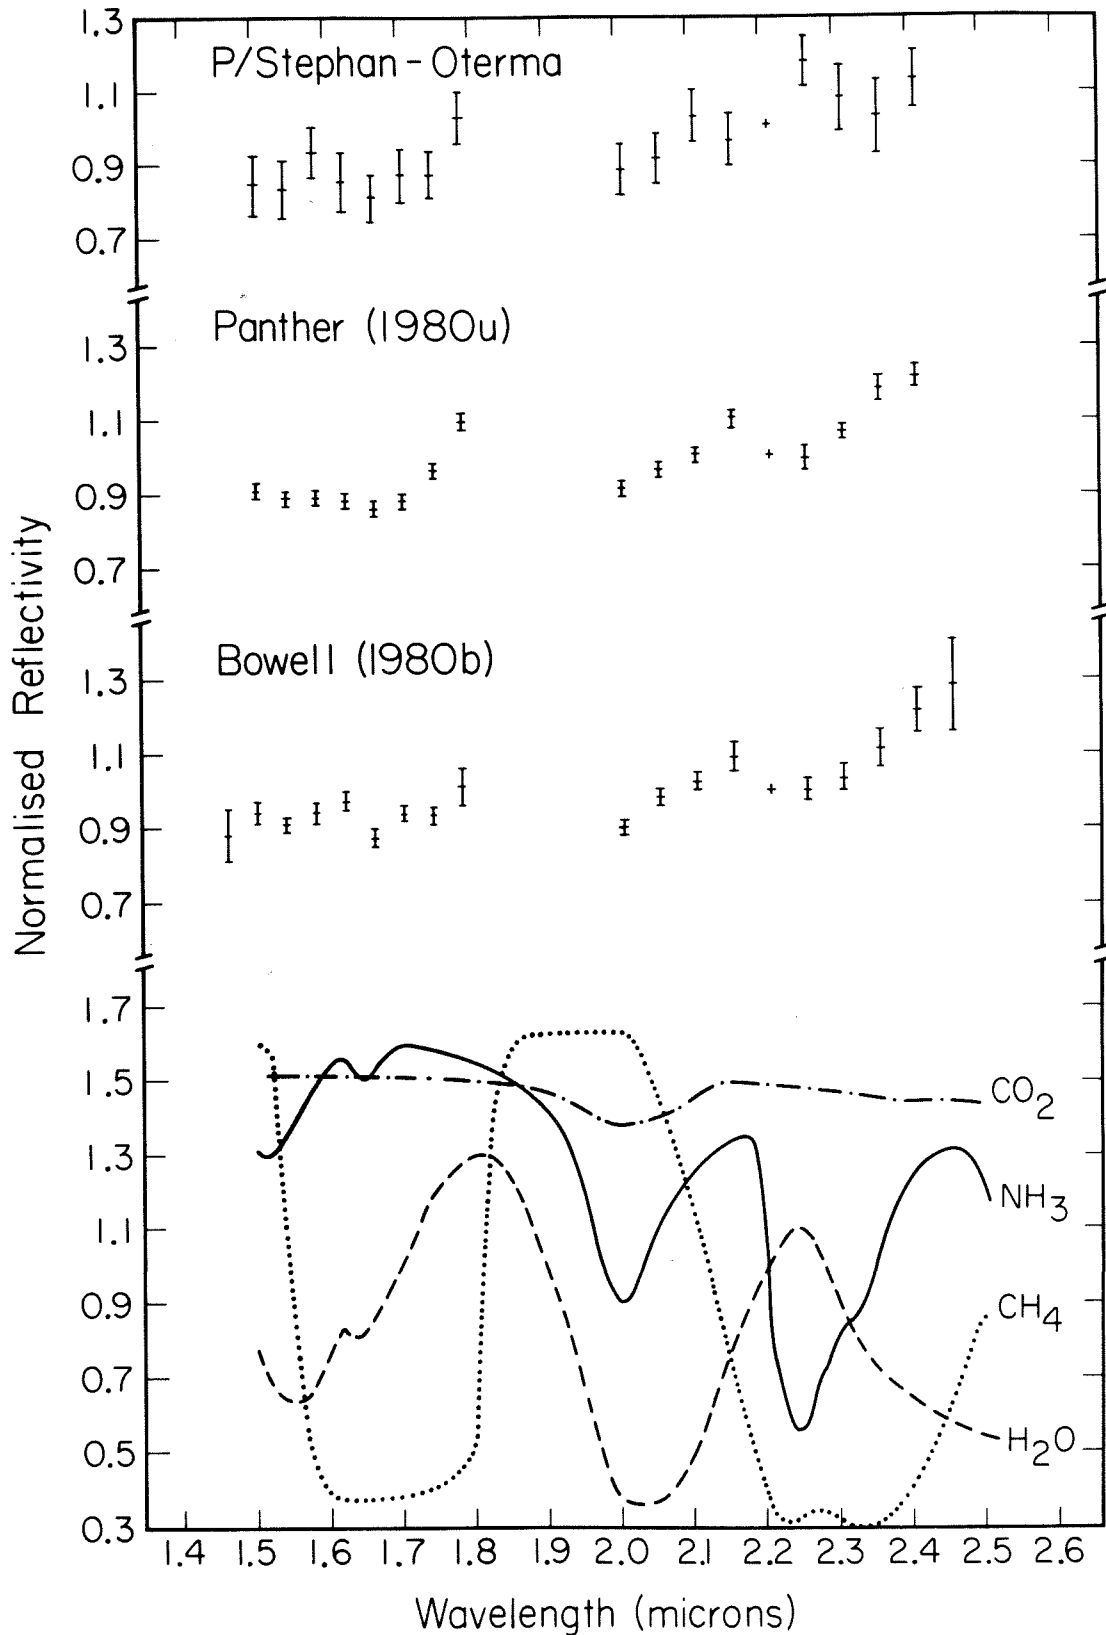 1.3
P/Stephan-Oterma
1.1
0.9
0.7
Panther (1980u)
1.3
1.1
0.9
0.7
Bowell (1980b)
1.3
1.1
0.9
0.7
Normalised Reflectivity
1.7
1.5
CO2
1.3
NH3
1.1
0.9
CH4
0.7
0.5
H2O
0.3
1.4 1.5 1.6 1.7 1.8 1.9 2.0 2.1 2.2 2.3 2.4 2.5 2.6
Wavelength (microns)